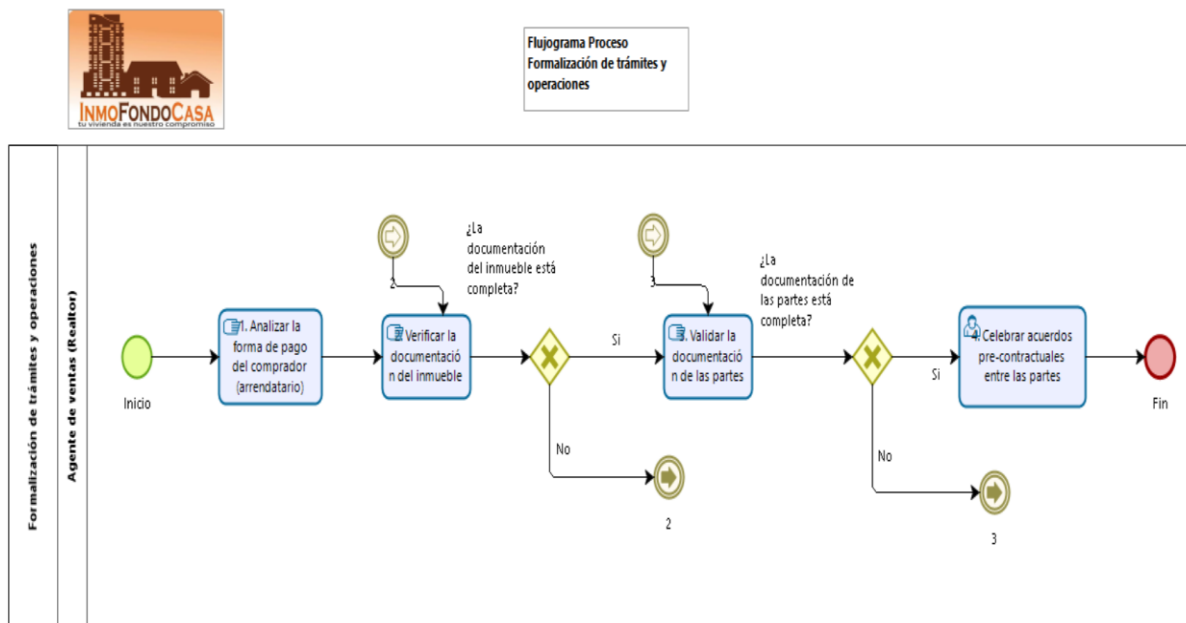 INMOFONDOCASA
tu vivienda es nuestro compromiso
Flujograma Proceso
Formalización de trámites y
operaciones
Formalización de trámites y operaciones
Agente de ventas (Realtor)
Inicio
1. Analizar la
forma de pago
del comprador
(arrendatario)
2
Verificar la
documentació
n del inmueble
¿La
documentación
del inmueble está
completa?
Si
No
2
3
3. Validar la
documentació
n de las partes
¿La
documentación de
las partes está
completa?
Si
No
3
4. Celebrar acuerdos
pre-contractuales
entre las partes
Fin